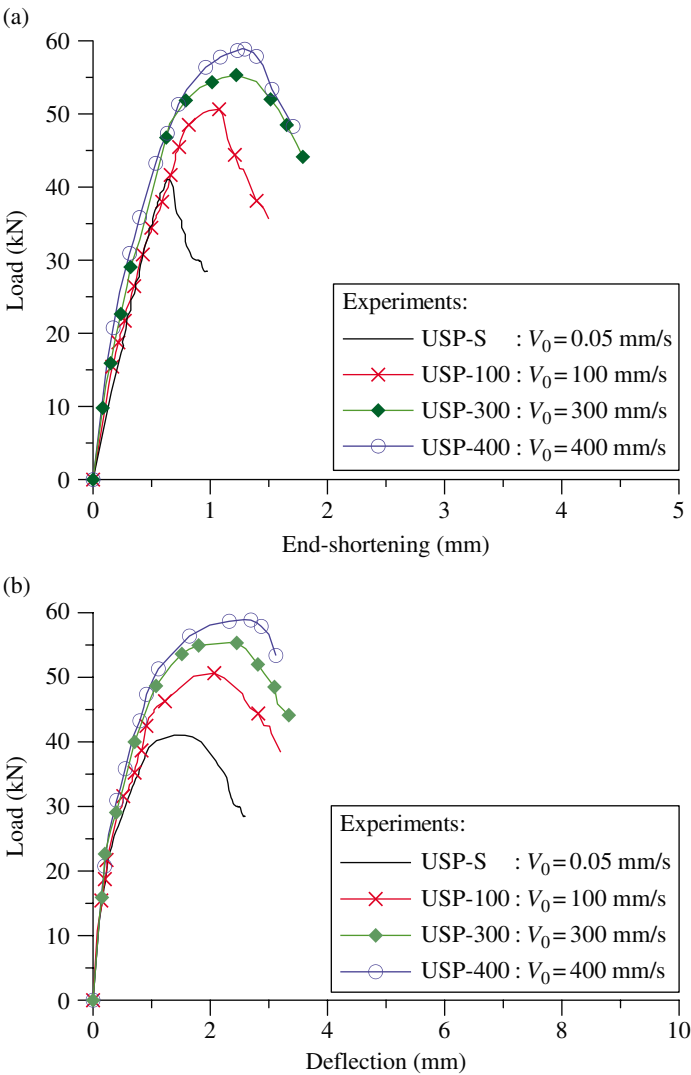 (a)
60
50
40
30
20
10
0
Load (kN)
0 1 2 3 4 5
End-shortening (mm)
Experiments:
USP-S : V0 = 0.05 mm/s
USP-100 : V0 = 100 mm/s
USP-300 : V0 = 300 mm/s
USP-400 : V0 = 400 mm/s
(b)
60
50
40
30
20
10
0
Load (kN)
0 2 4 6 8 10
Deflection (mm)
Experiments:
USP-S : V0 = 0.05 mm/s
USP-100 : V0 = 100 mm/s
USP-300 : V0 = 300 mm/s
USP-400 : V0 = 400 mm/s